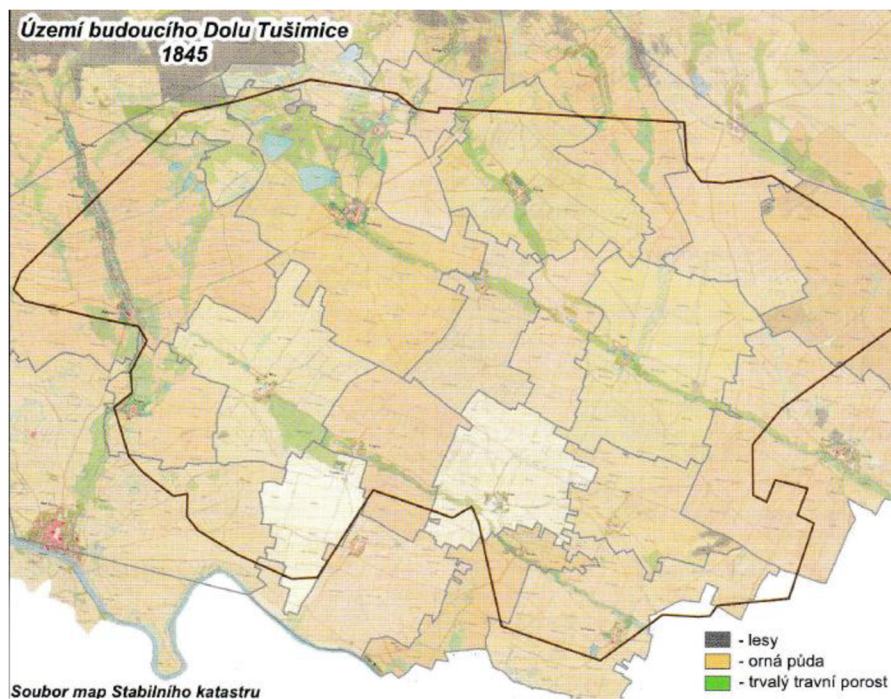 Území budoucího Dolu Tušimice
1845
- lesy
- orná půda
- trvalý travní porost
Soubor map Stabilního katastru